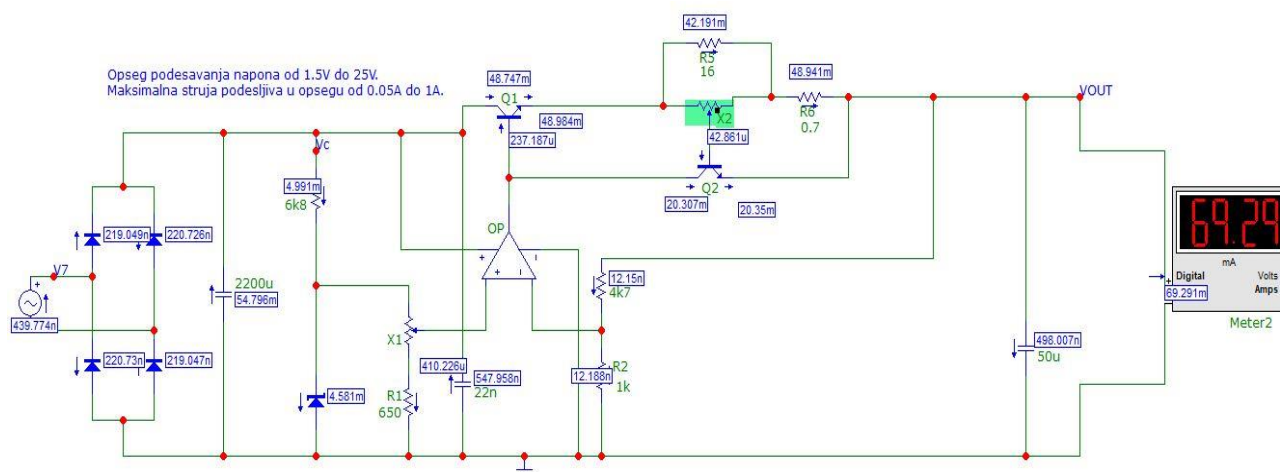 Opseg podesavanja napona od 1.5V do 25V.
Maksimalna struja podesljiva u opsegu od 0.05A do 1A.
42.191m
R5
16
48.747m
Q1
48.941m
VOUT
X2
R6
0.7
48.984m
237.187u
42.861u
Vc
4.991m
6k8
Q2
20.307m
20.35m
OP
219.049n
220.726n
V7
69.29
mA
Digital
Volts
Amps
69.291m
Meter2
2200u
54.796m
12.15n
4k7
439.774n
X1
498.007n
50u
220.73n
219.047n
410.226u
547.958n
22n
R2
12.188n
1k
4.581m
R1
650